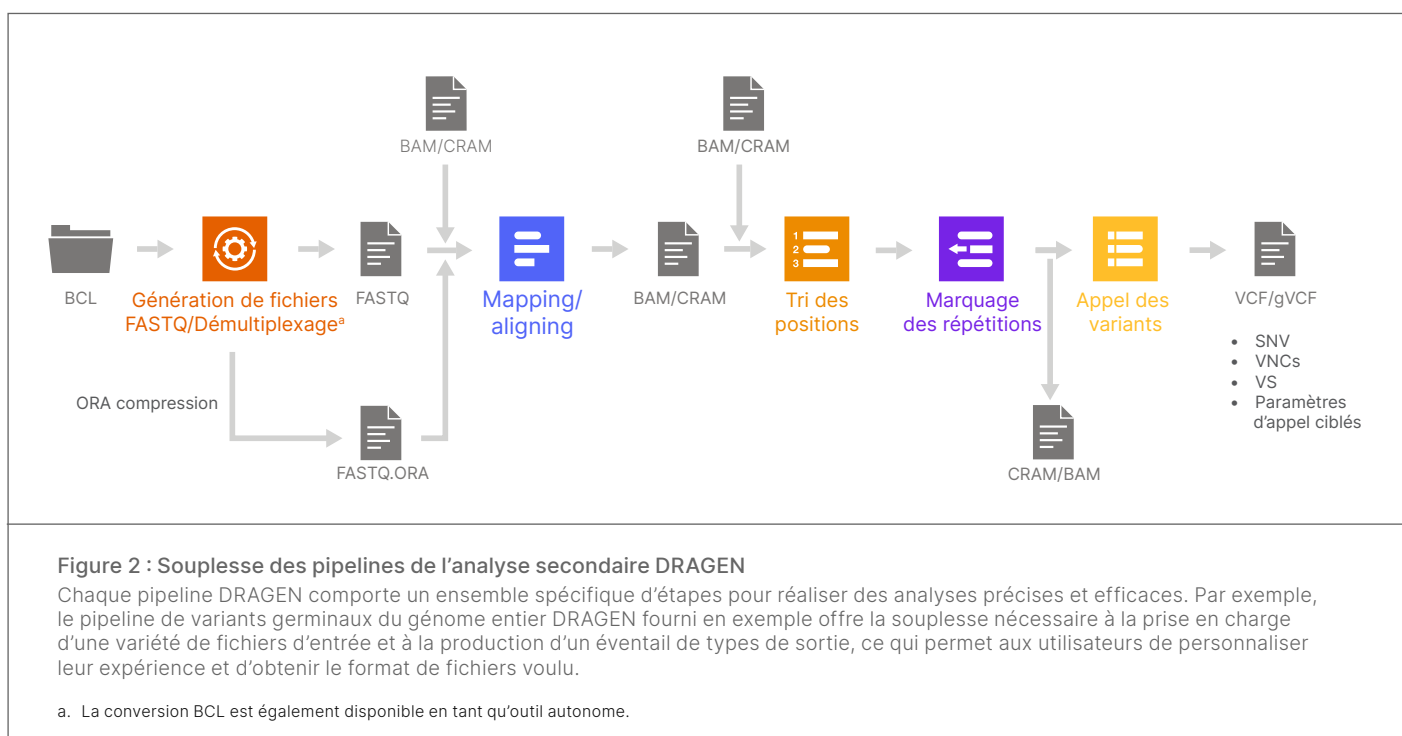 BAM/CRAM
BAM/CRAM
BCL
Génération de fichiers
FASTQ/Démultiplexageᵃ
FASTQ
Mapping/
aligning
BAM/CRAM
1
2
3
Tri des
positions
Marquage
des répétitions
Appel des
variants
VCF/gVCF
• SNV
• VNCs
• VS
• Paramètres
d’appel ciblés
ORA compression
FASTQ.ORA
CRAM/BAM
Figure 2 : Souplesse des pipelines de l’analyse secondaire DRAGEN
Chaque pipeline DRAGEN comporte un ensemble spécifique d’étapes pour réaliser des analyses précises et efficaces. Par exemple,
le pipeline de variants germinaux du génome entier DRAGEN fourni en exemple offre la souplesse nécessaire à la prise en charge
d’une variété de fichiers d’entrée et à la production d’un éventail de types de sortie, ce qui permet aux utilisateurs de personnaliser
leur expérience et d’obtenir le format de fichiers voulu.
a. La conversion BCL est également disponible en tant qu’outil autonome.